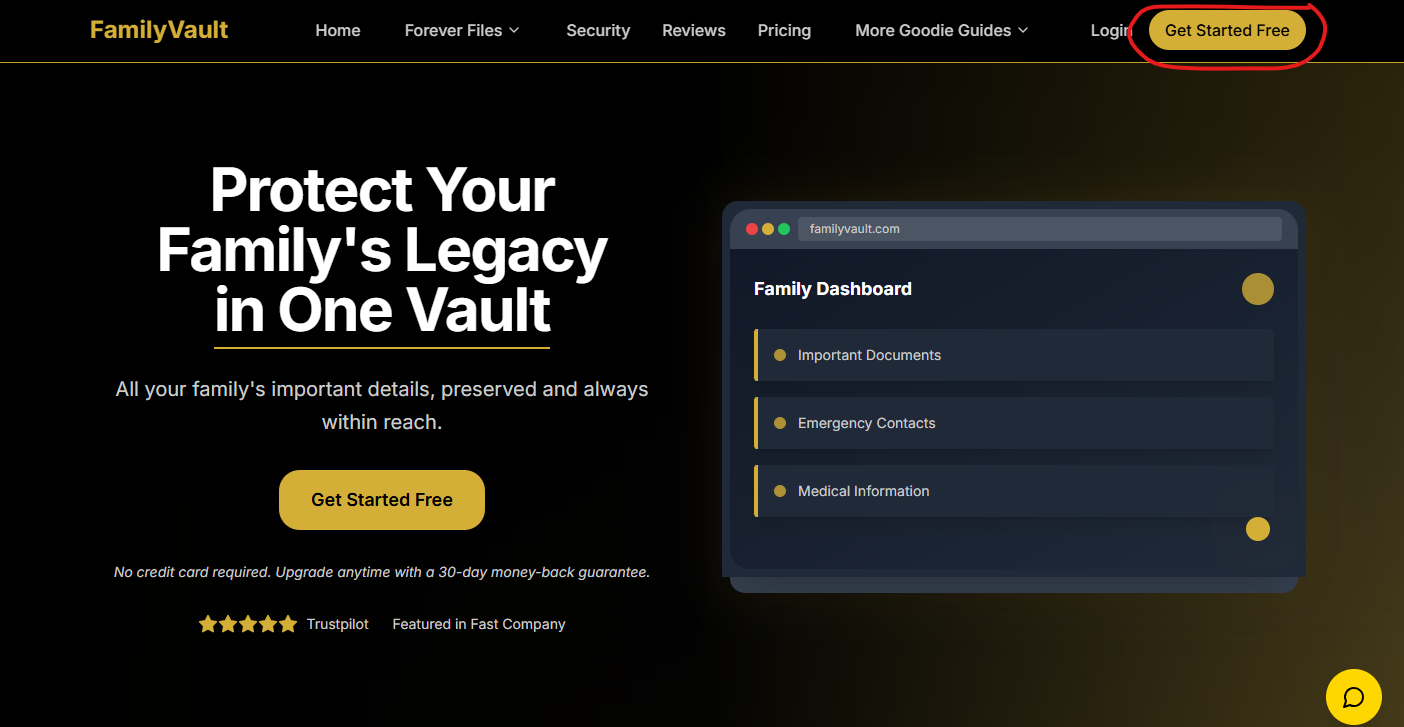 FamilyVault Home Forever Files Security Reviews Pricing More Goodie Guides Login Get Started Free
Protect Your
Family's Legacy
in One Vault
All your family's important details, preserved and always
within reach.
Get Started Free
No credit card required. Upgrade anytime with a 30-day money-back guarantee.
Trustpilot Featured in Fast Company
familyvault.com
Family Dashboard
Important Documents
Emergency Contacts
Medical Information